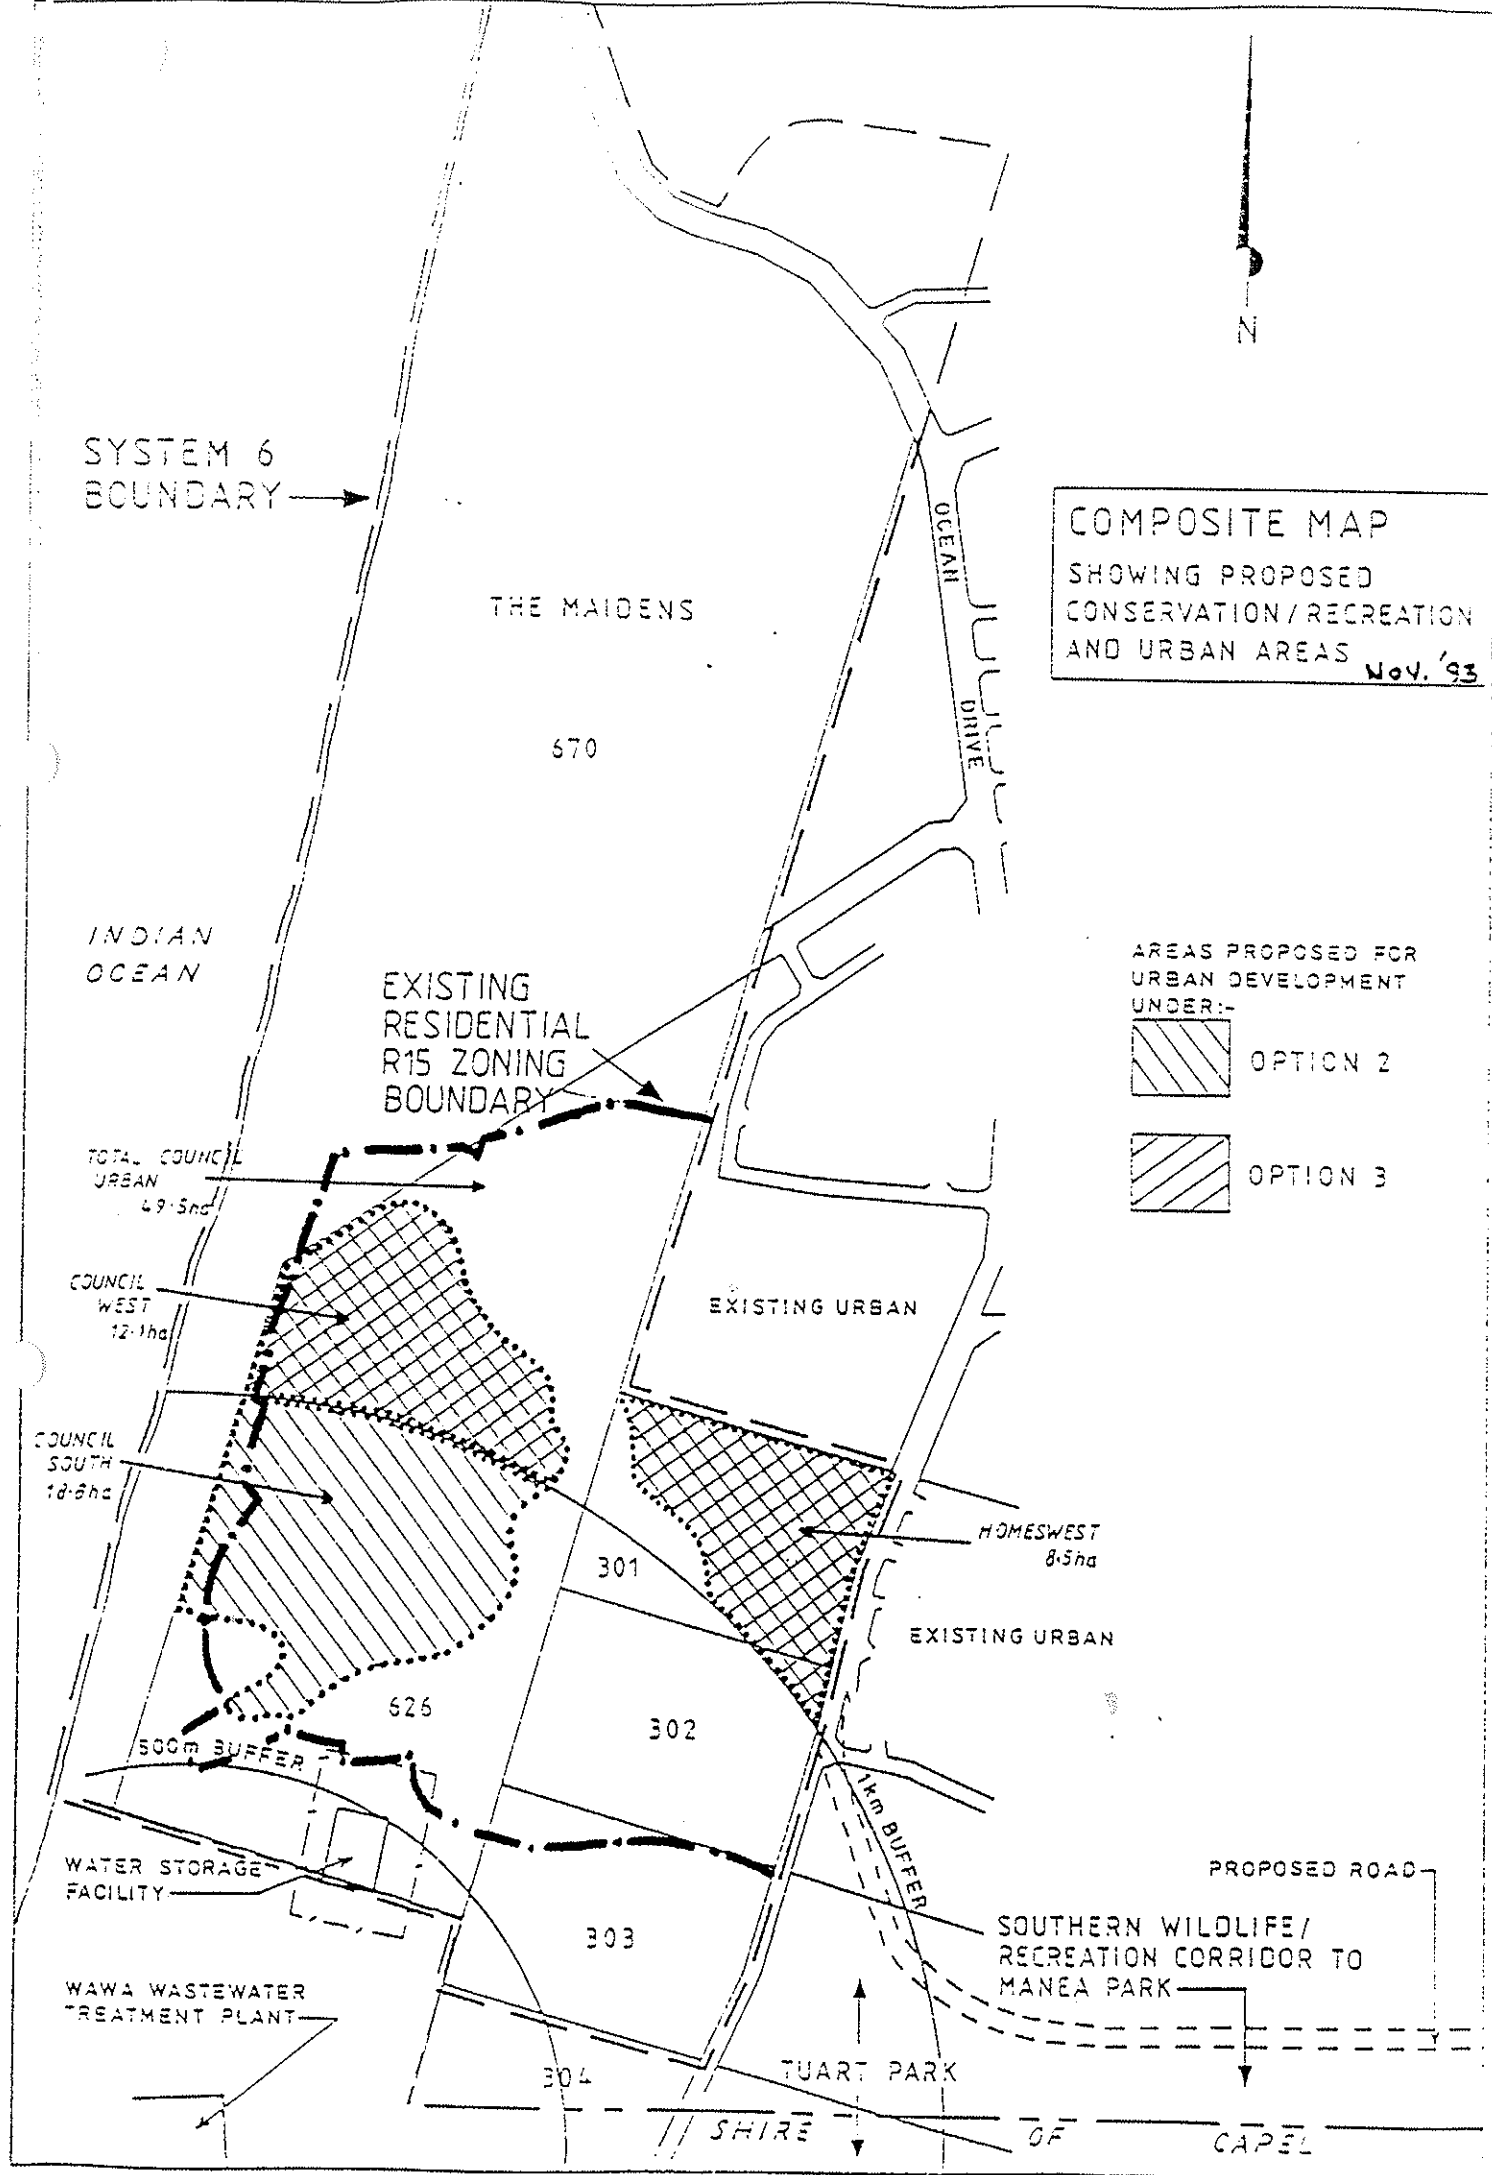 N
SYSTEM 6
BOUNDARY
COMPOSITE MAP
SHOWING PROPOSED
CONSERVATION/RECREATION
AND URBAN AREAS
NOV. '93
OCEAN
DRIVE
THE MAIDENS
670
INDIAN
OCEAN
AREAS PROPOSED FOR
URBAN DEVELOPMENT
UNDER:-
OPTION 2
OPTION 3
EXISTING
RESIDENTIAL
R15 ZONING
BOUNDARY
TOTAL COUNCIL
URBAN
49·5ha
COUNCIL
WEST
12·1ha
EXISTING URBAN
COUNCIL
SOUTH
HOMESWEST
8·5ha
301
EXISTING URBAN
626
302
500m BUFFER
1km BUFFER
WATER STORAGE
FACILITY
PROPOSED ROAD
303
SOUTHERN WILDLIFE/
RECREATION CORRIDOR TO
MANEA PARK
WAWA WASTEWATER
TREATMENT PLANT
304
TUART PARK
SHIRE OF CAPEL